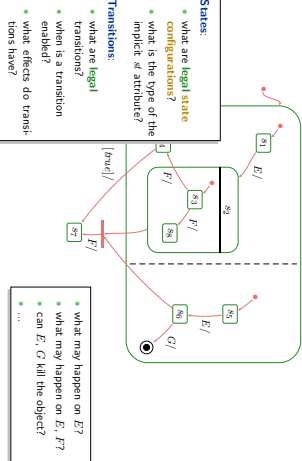 States:
• what are legal state
configurations?
• what is the type of the
implicit st attribute?
Transitions:
• what are legal
transitions?
• when is a transition
enabled?
• what effects do transi-
tions have?
s1
E/
s2
s3
F/
F/
s8
4
[true]/
s7
F/
s5
E/
s6
G/
• what may happen on E?
• what may happen on E, F?
• can E, G kill the object?
• ...